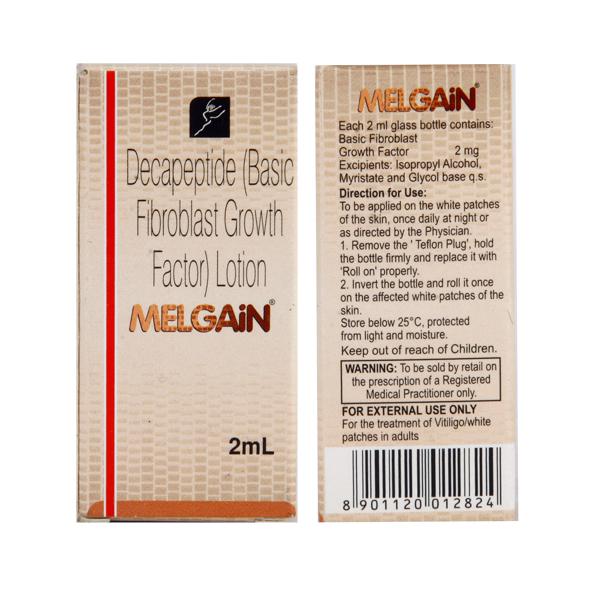 Decapeptide (Basic
Fibroblast Growth
Factor) Lotion
MELGAiN®
2mL
MELGAiN®
Each 2 ml glass bottle contains:
Basic Fibroblast
Growth Factor 2 mg
Excipients: Isopropyl Alcohol,
Myristate and Glycol base q.s.
Direction for Use:
To be applied on the white patches
of the skin, once daily at night or
as directed by the Physician.
1. Remove the ' Teflon Plug', hold
the bottle firmly and replace it with
'Roll on' properly.
2. Invert the bottle and roll it once
on the affected white patches of the
skin.
Store below 25°C, protected
from light and moisture.
Keep out of reach of Children.
WARNING: To be sold by retail on
the prescription of a Registered
Medical Practitioner only.
FOR EXTERNAL USE ONLY
For the treatment of Vitiligo/white
patches in adults
8 901120 012824